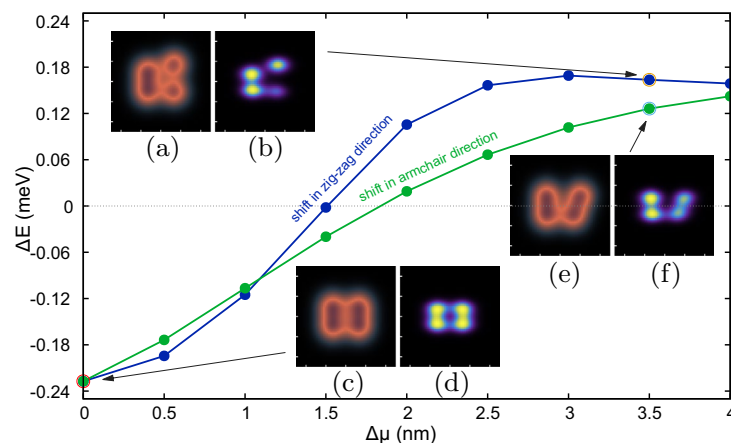 0.24
0.18
0.12
0.06
0
-0.06
-0.12
-0.18
-0.24
ΔE (meV)
(a)
(b)
shift in zig-zag direction
shift in armchair direction
(e)
(f)
(c)
(d)
0
0.5
1
1.5
2
2.5
3
3.5
4
Δμ (nm)